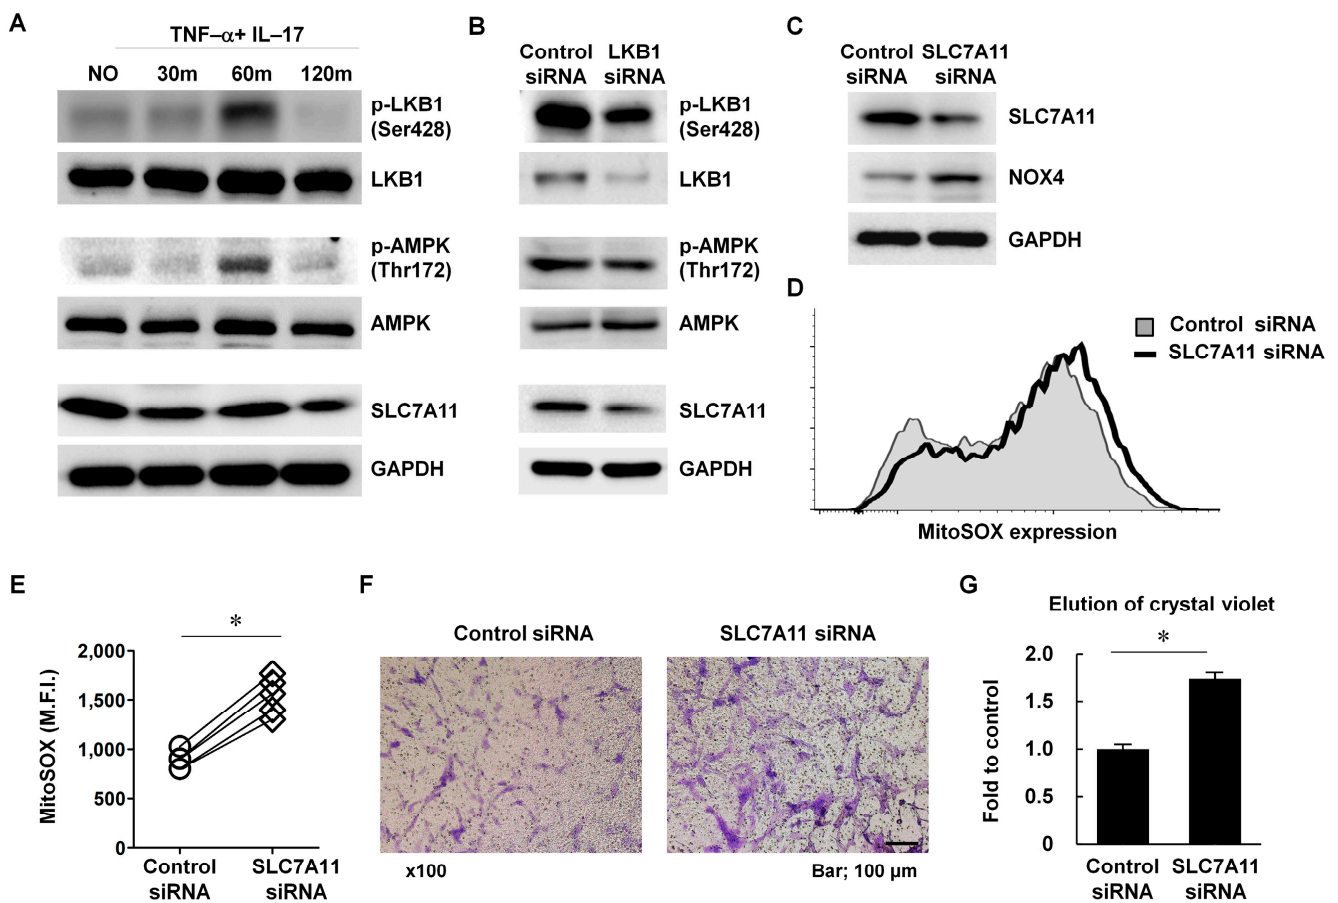 A
TNF–α+ IL–17
NO 30m 60m 120m
p-LKB1
(Ser428)
LKB1
p-AMPK
(Thr172)
AMPK
SLC7A11
GAPDH
B
Control LKB1
siRNA siRNA
p-LKB1
(Ser428)
LKB1
p-AMPK
(Thr172)
AMPK
SLC7A11
GAPDH
C
Control SLC7A11
siRNA siRNA
SLC7A11
NOX4
GAPDH
D
Control siRNA
SLC7A11 siRNA
MitoSOX expression
E
*
MitoSOX (M.F.I.)
2,000
1,500
1,000
500
0
Control SLC7A11
siRNA siRNA
F
Control siRNA SLC7A11 siRNA
x100 Bar; 100 µm
G
Elution of crystal violet
*
Fold to control
2.0
1.5
1.0
0.5
0
Control SLC7A11
siRNA siRNA